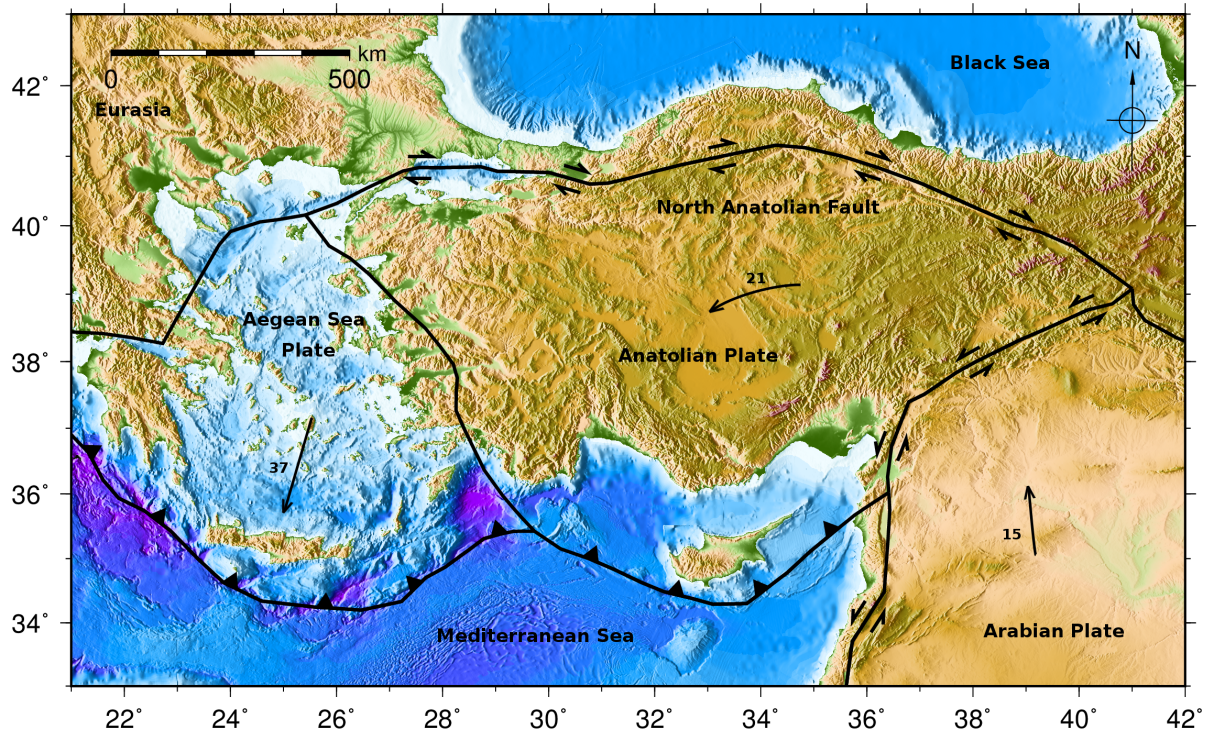 km
0 500
Black Sea
N
42°
Eurasia
North Anatolian Fault
40°
21
Aegean Sea
Plate
Anatolian Plate
38°
37
36°
15
34°
Mediterranean Sea
Arabian Plate
22° 24° 26° 28° 30° 32° 34° 36° 38° 40° 42°